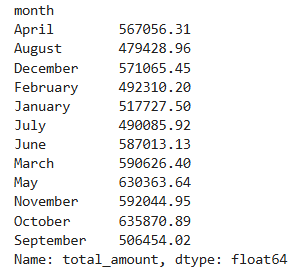 month
April 567056.31
August 479428.96
December 571065.45
February 492310.20
January 517727.50
July 490085.92
June 587013.13
March 590626.40
May 630363.64
November 592044.95
October 635870.89
September 506454.02
Name: total_amount, dtype: float64